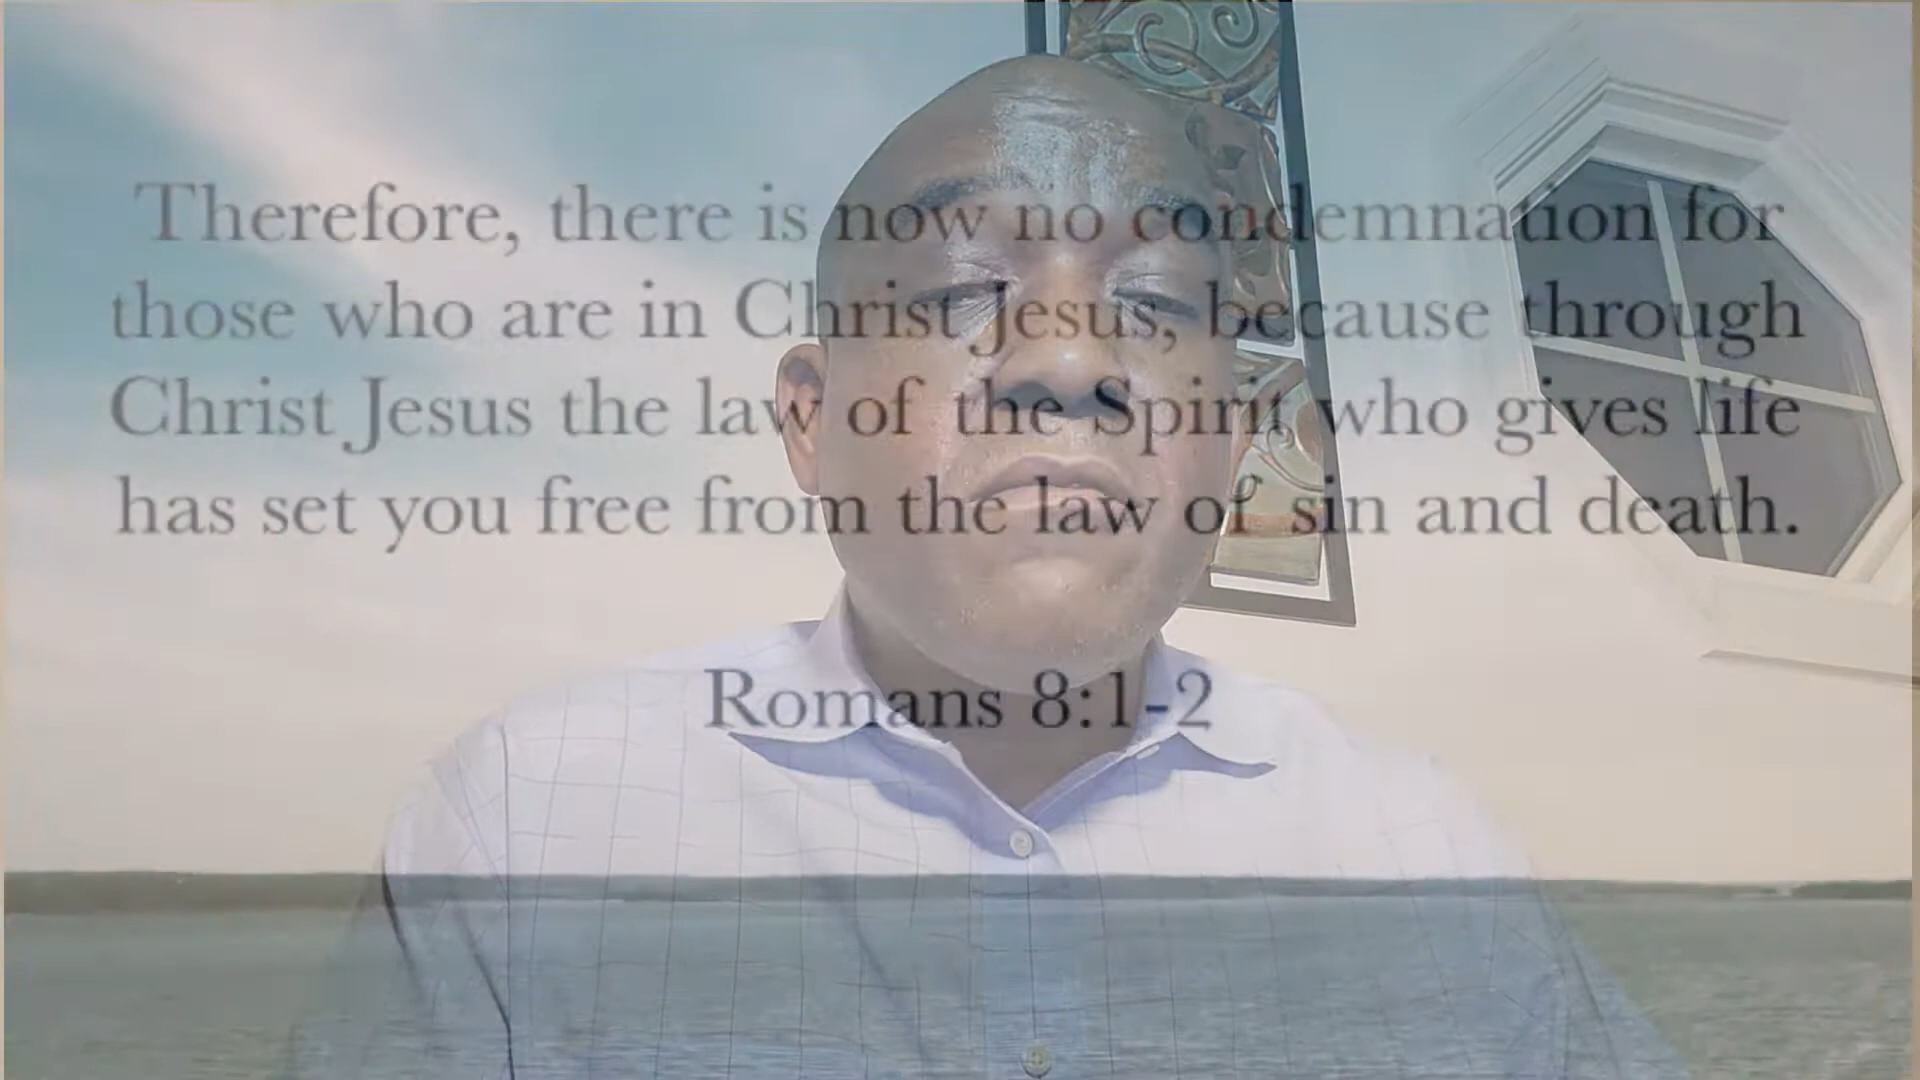 Therefore, there is now no condemnation for
those who are in Christ Jesus, because through
Christ Jesus the law of the Spirit who gives life
has set you free from the law of sin and death.
Romans 8:1-2